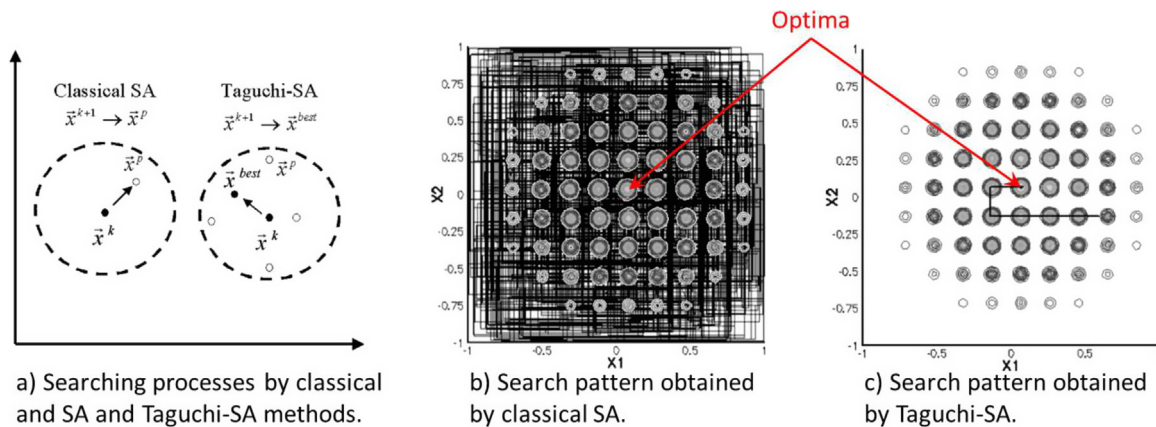 Optima
Classical SA
x⃗^{k+1} → x⃗^p
Taguchi-SA
x⃗^{k+1} → x⃗^{best}
x⃗^p
x⃗^k
x⃗^{best}
x⃗^p
x⃗^k
a) Searching processes by classical
and SA and Taguchi-SA methods.
X2
1
0.75
0.5
0.25
0
-0.25
-0.5
-0.75
-1
-1
-0.5
0
0.5
1
X1
b) Search pattern obtained
by classical SA.
X2
1
0.75
0.5
0.25
0
-0.25
-0.5
-0.75
-1
-0.5
0
0.5
1
X1
c) Search pattern obtained
by Taguchi-SA.